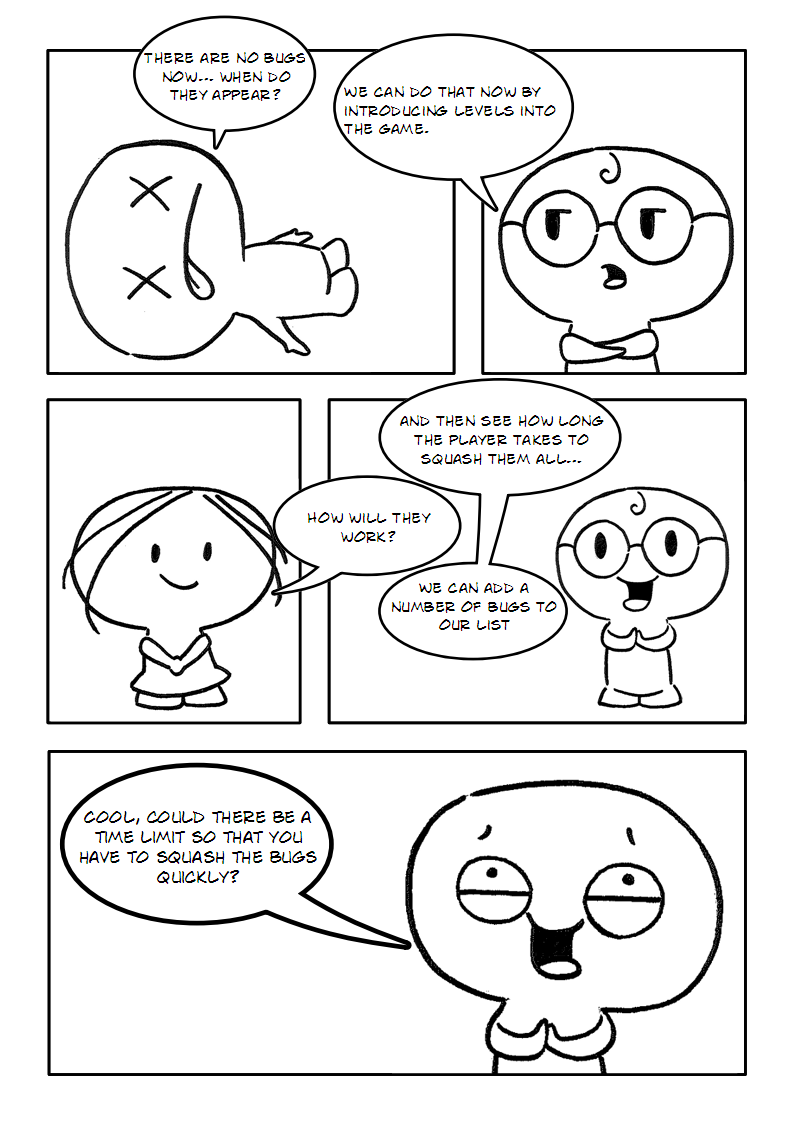 THERE ARE NO BUGS
NOW... WHEN DO
THEY APPEAR?
WE CAN DO THAT NOW BY
INTRODUCING LEVELS INTO
THE GAME.
HOW WILL THEY
WORK?
AND THEN SEE HOW LONG
THE PLAYER TAKES TO
SQUASH THEM ALL...
WE CAN ADD A
NUMBER OF BUGS TO
OUR LIST
COOL, COULD THERE BE A
TIME LIMIT SO THAT YOU
HAVE TO SQUASH THE BUGS
QUICKLY?